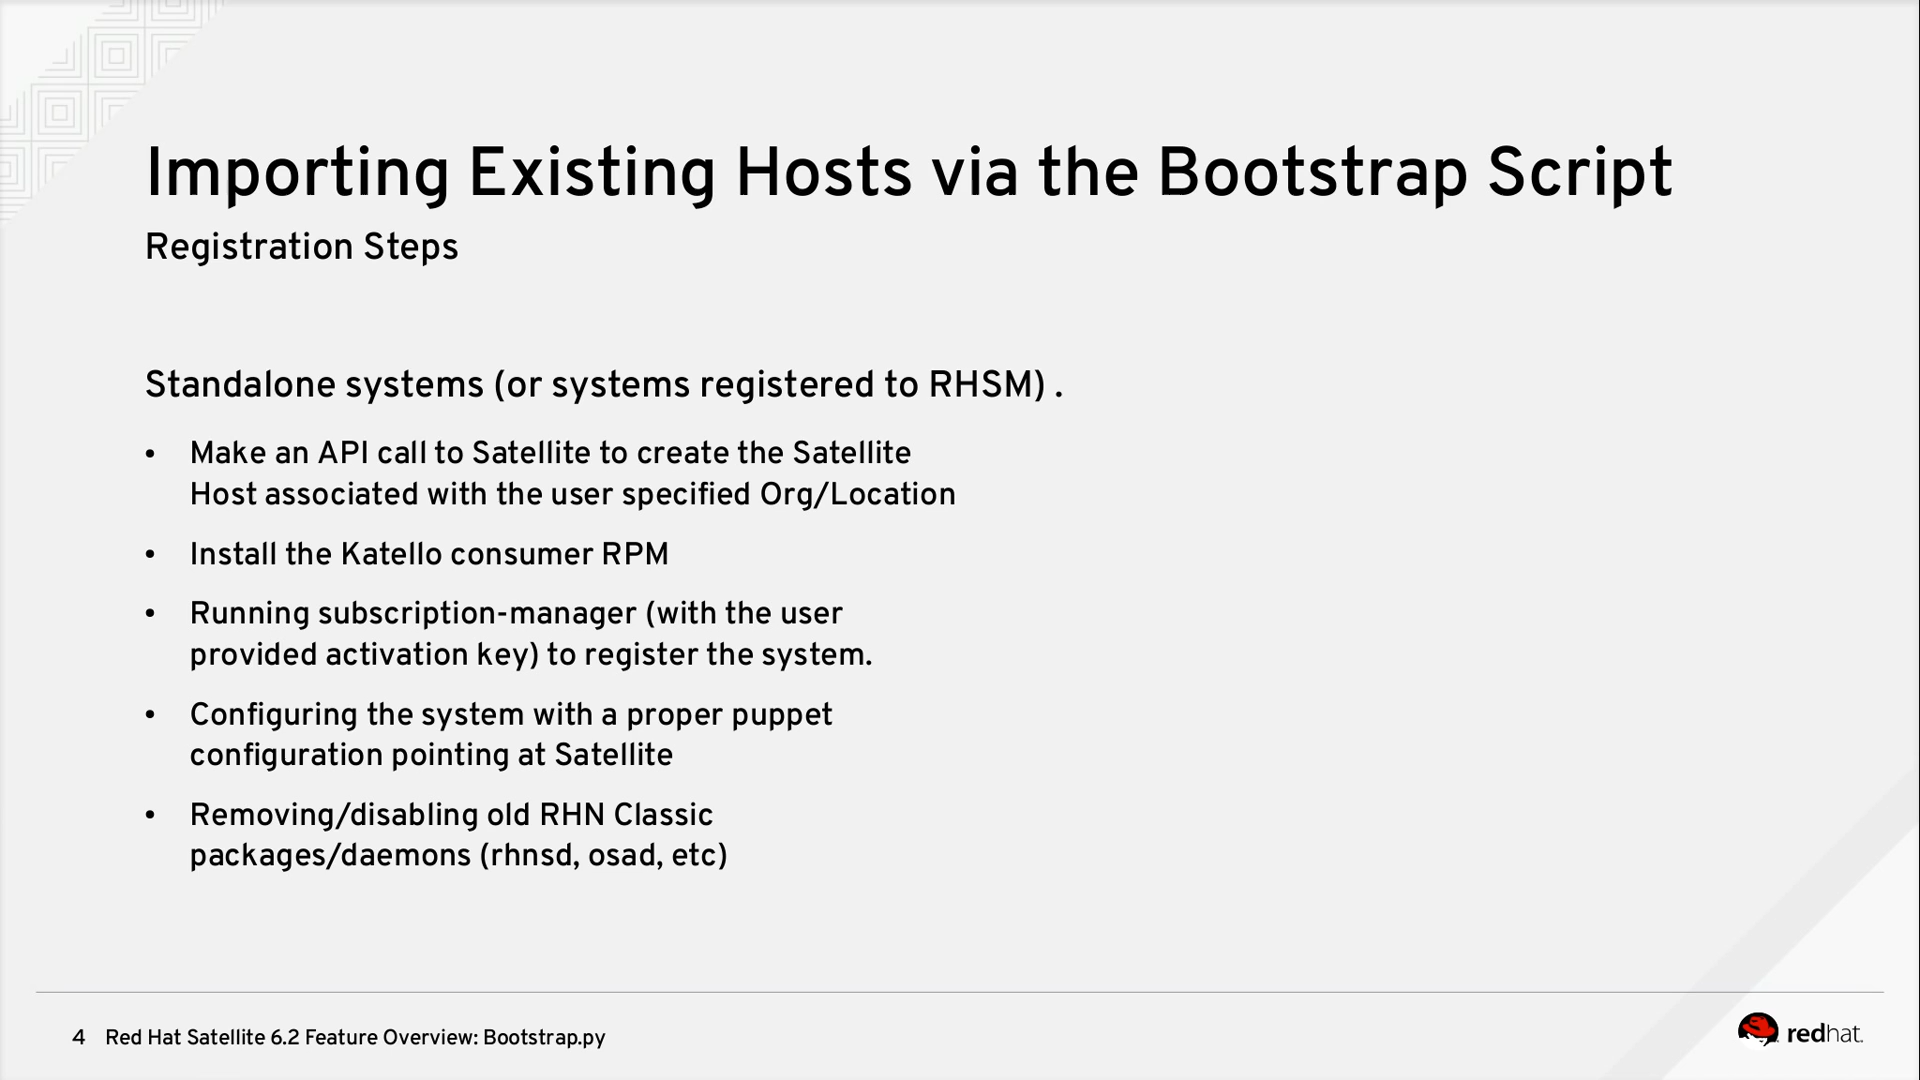 Importing Existing Hosts via the Bootstrap Script
Registration Steps
Standalone systems (or systems registered to RHSM) .
• Make an API call to Satellite to create the Satellite
Host associated with the user specified Org/Location
• Install the Katello consumer RPM
• Running subscription-manager (with the user
provided activation key) to register the system.
• Configuring the system with a proper puppet
configuration pointing at Satellite
• Removing/disabling old RHN Classic
packages/daemons (rhnsd, osad, etc)
4 Red Hat Satellite 6.2 Feature Overview: Bootstrap.py
redhat.